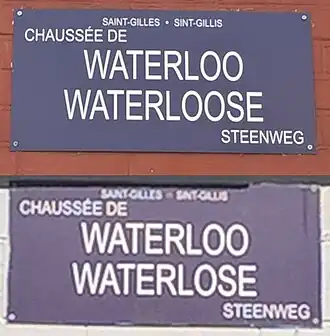 SAINT-GILLES • SINT-GILLIS
CHAUSSÉE DE
WATERLOO
WATERLOOSE
STEENWEG
SAINT-GILLES - SINT-GILLIS
CHAUSSÉE DE
WATERLOO
WATERLOSE
STEENWEG